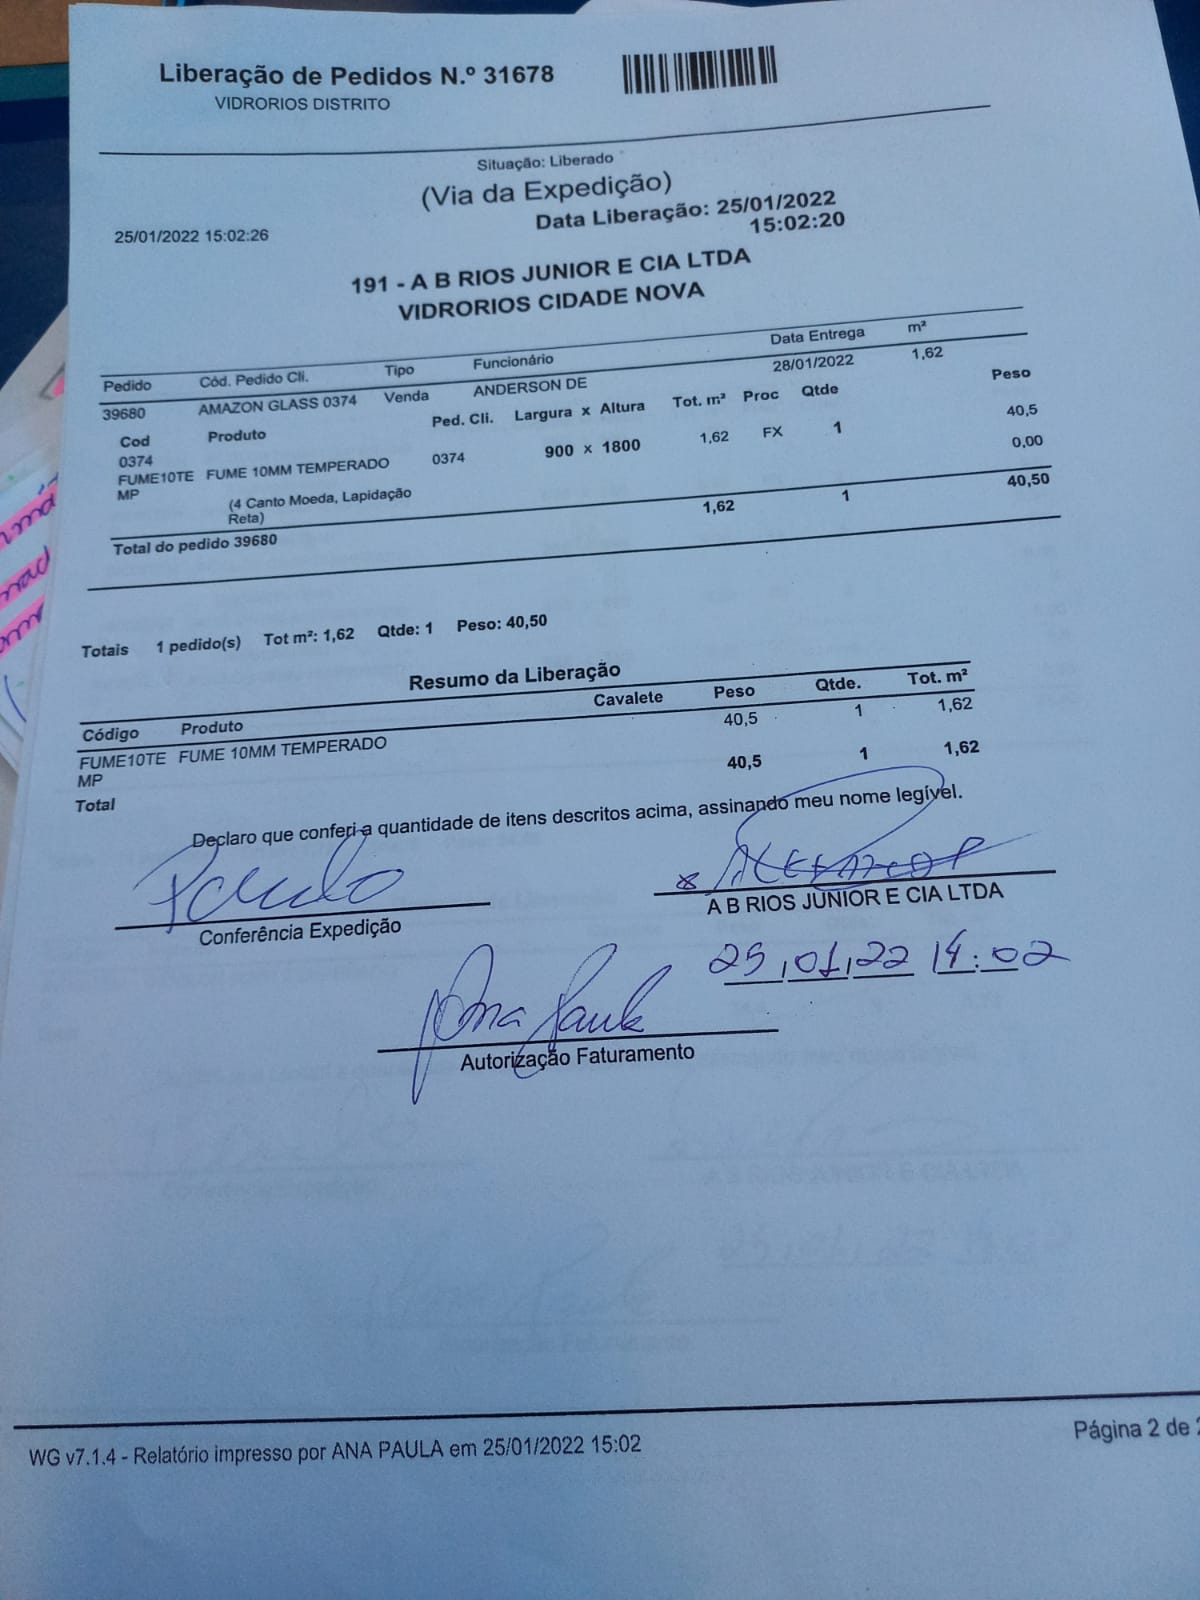 Liberação de Pedidos N.º 31678
VIDRORIOS DISTRITO
Situação: Liberado
(Via da Expedição)
25/01/2022 15:02:26
Data Liberação: 25/01/2022
15:02:20
191 - A B RIOS JUNIOR E CIA LTDA
VIDRORIOS CIDADE NOVA
Pedido Cód. Pedido Cli. Tipo Funcionário Data Entrega m²
39680 AMAZON GLASS 0374 Venda ANDERSON DE 28/01/2022 1,62
Cod Produto Ped. Cli. Largura x Altura Tot. m² Proc Qtde Peso
0374 40,5
FUME10TE FUME 10MM TEMPERADO 0374 900 x 1800 1,62 FX 1 0,00
MP
(4 Canto Moeda, Lapidação
Reta)
Total do pedido 39680 1,62 1 40,50
Totais 1 pedido(s) Tot m²: 1,62 Qtde: 1 Peso: 40,50
Resumo da Liberação
Código Produto Cavalete Peso Qtde. Tot. m²
FUME10TE FUME 10MM TEMPERADO 40,5 1 1,62
MP
Total 40,5 1 1,62
Declaro que conferi a quantidade de itens descritos acima, assinando meu nome legível.
Paulo
Conferência Expedição
A B RIOS JUNIOR E CIA LTDA
25,01,22 14:02
Ana Paula
Autorização Faturamento
WG v7.1.4 - Relatório impresso por ANA PAULA em 25/01/2022 15:02
Página 2 de